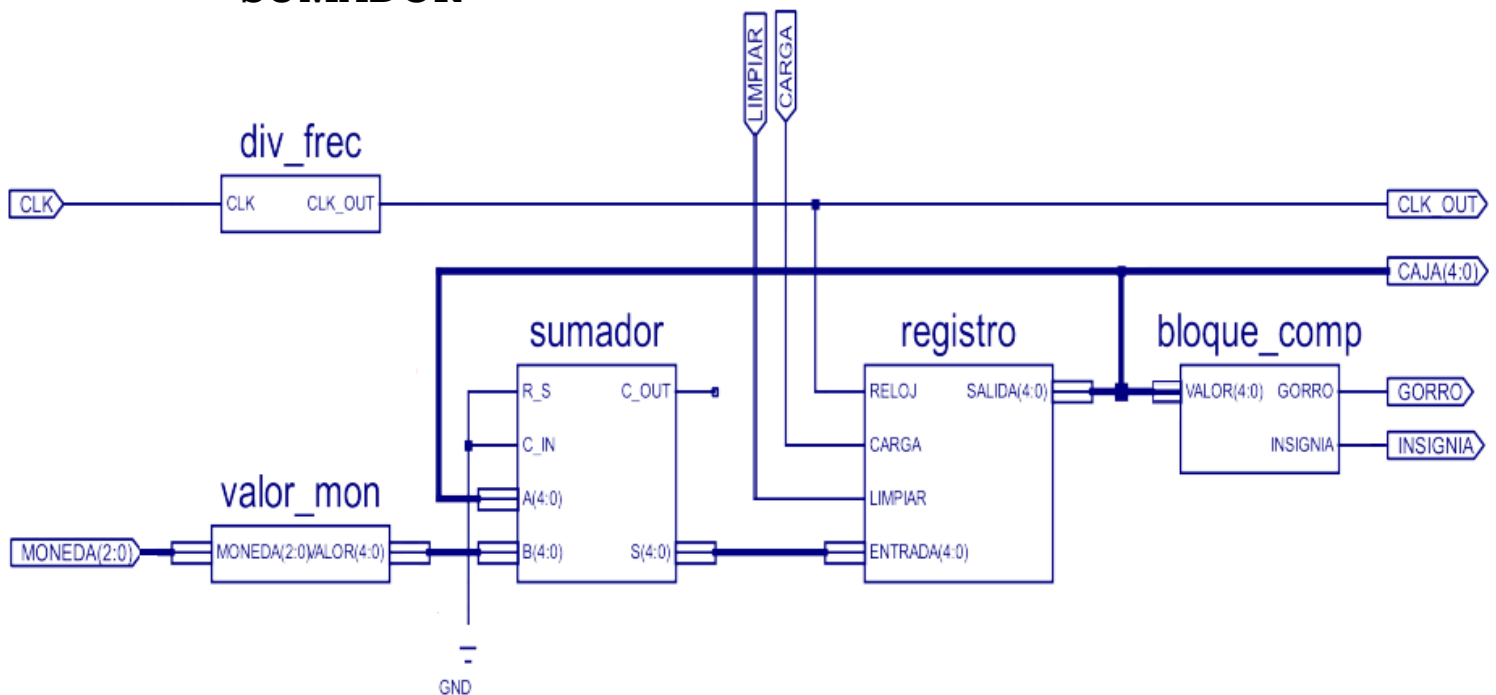 SUMADOR
LIMPIAR
CARGA
div_frec
CLK
CLK CLK_OUT
CLK_OUT
CAJA(4:0)
sumador
R_S C_OUT
C_IN
A(4:0)
B(4:0) S(4:0)
registro
RELOJ SALIDA(4:0)
CARGA
LIMPIAR
ENTRADA(4:0)
bloque_comp
VALOR(4:0) GORRO
INSIGNIA
GORRO
INSIGNIA
valor_mon
MONEDA(2:0)
MONEDA(2:0) VALOR(4:0)
GND